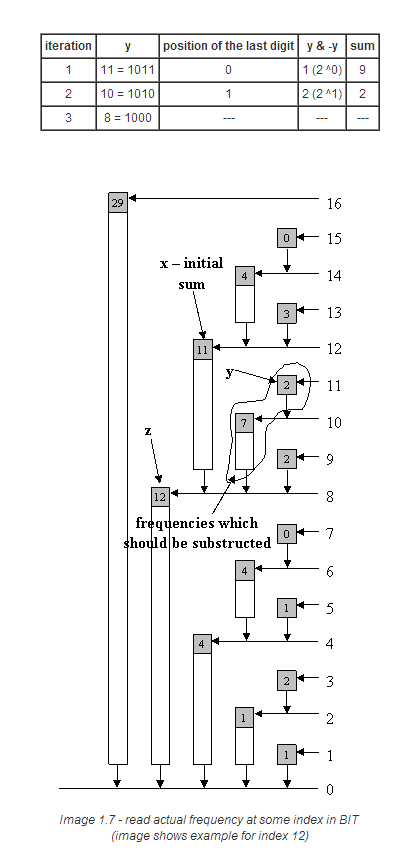 iteration y position of the last digit y & -y sum
1 11 = 1011 0 1 (2 ^0) 9
2 10 = 1010 1 2 (2 ^1) 2
3 8 = 1000 --- --- ---
29 16
0 15
x – initial
sum
4 14
3 13
11 12
y 2 11
7 10
z
2 9
12 8
frequencies which
should be substructed
0 7
4 6
1 5
4 4
2 3
1 2
1 1
0
Image 1.7 - read actual frequency at some index in BIT
(image shows example for index 12)